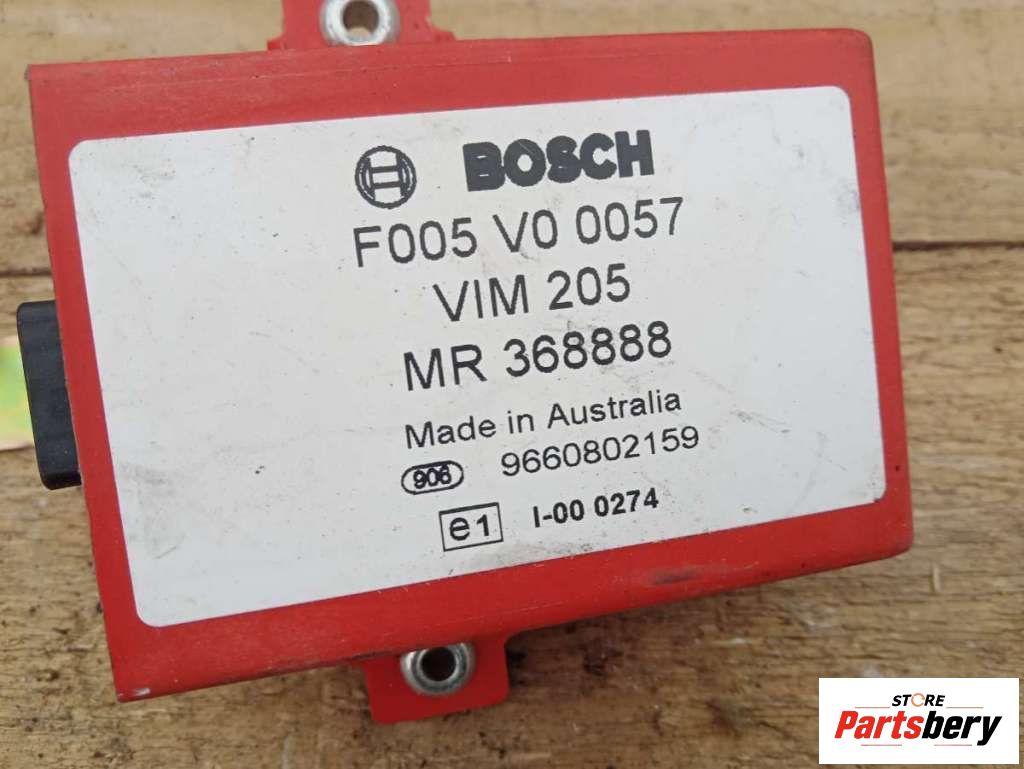 BOSCH
F005 V0 0057
VIM 205
MR 368888
Made in Australia
906 9660802159
e1 I-00 0274
STORE
Partsbery